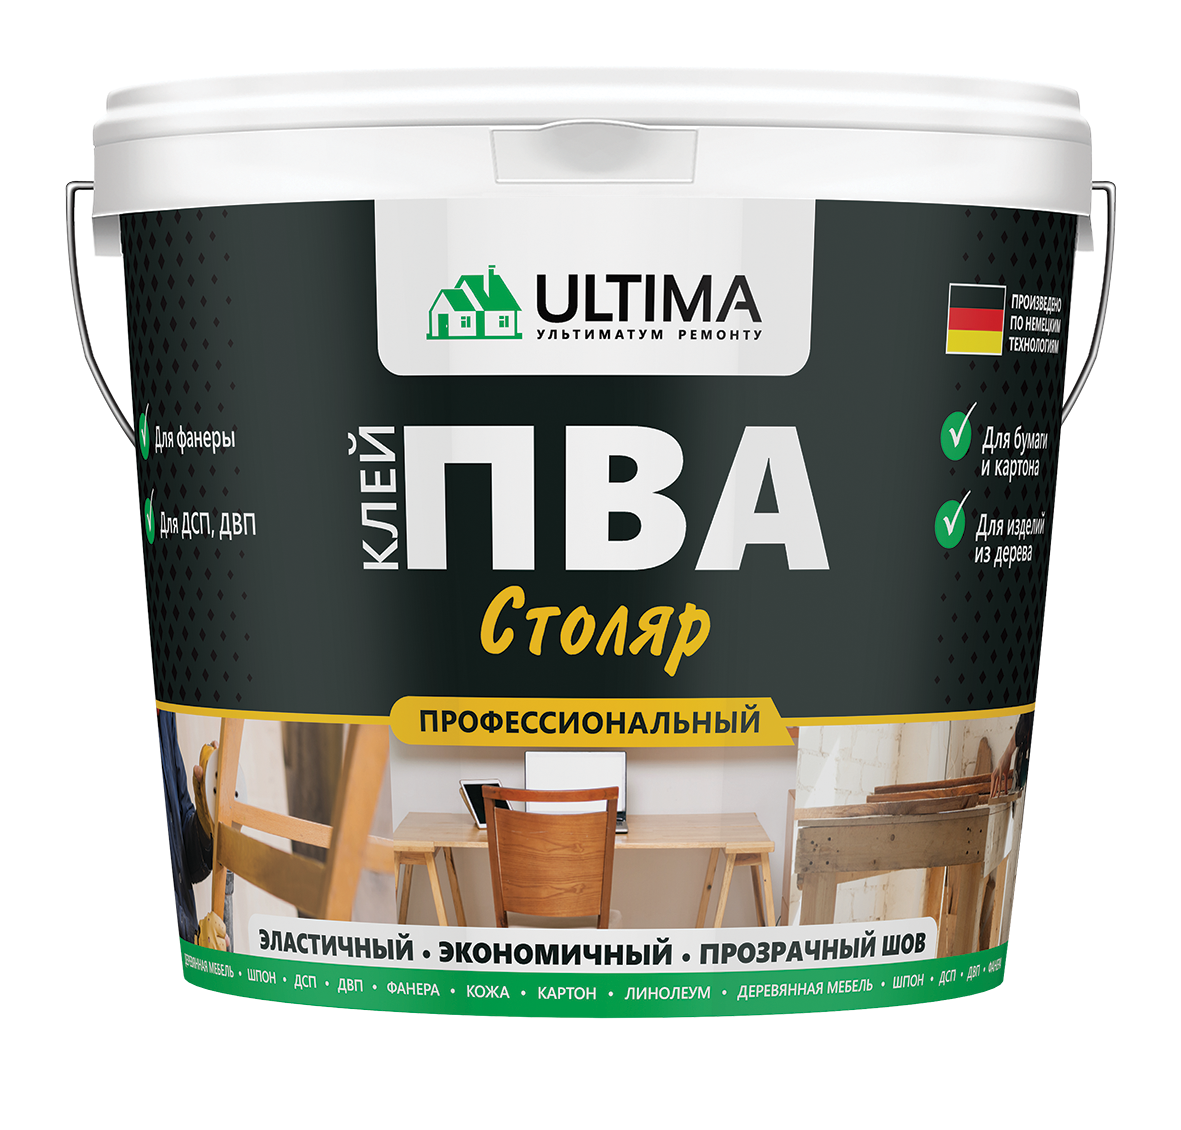 ULTIMA
УЛЬТИМАТУМ РЕМОНТУ
ПРОИЗВЕДЕНО
ПО НЕМЕЦКИМ
ТЕХНОЛОГИЯМ
Для фанеры
Для ДСП, ДВП
КЛЕЙ
ПВА
Столяр
Для бумаги
и картона
Для изделий
из дерева
ПРОФЕССИОНАЛЬНЫЙ
ЭЛАСТИЧНЫЙ • ЭКОНОМИЧНЫЙ • ПРОЗРАЧНЫЙ ШОВ
ДЕРЕВЯННАЯ МЕБЕЛЬ • ШПОН • ДСП • ДВП • ФАНЕРА • КОЖА • КАРТОН • ЛИНОЛЕУМ • ДЕРЕВЯННАЯ МЕБЕЛЬ • ШПОН • ДСП • ДВП • ФАНЕРА